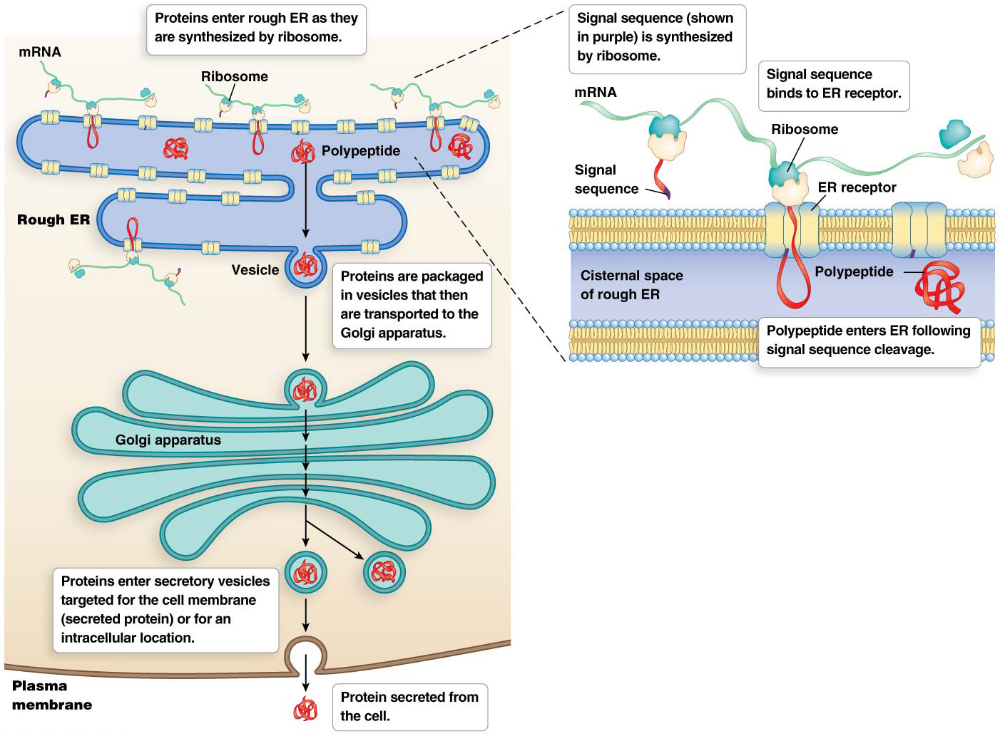 Proteins enter rough ER as they
are synthesized by ribosome.
mRNA
Ribosome
Polypeptide
Rough ER
Vesicle
Proteins are packaged
in vesicles that then
are transported to the
Golgi apparatus.
Golgi apparatus
Proteins enter secretory vesicles
targeted for the cell membrane
(secreted protein) or for an
intracellular location.
Plasma
membrane
Protein secreted from
the cell.
Signal sequence (shown
in purple) is synthesized
by ribosome.
Signal sequence
binds to ER receptor.
mRNA
Ribosome
Signal
sequence
ER receptor
Cisternal space
of rough ER
Polypeptide
Polypeptide enters ER following
signal sequence cleavage.